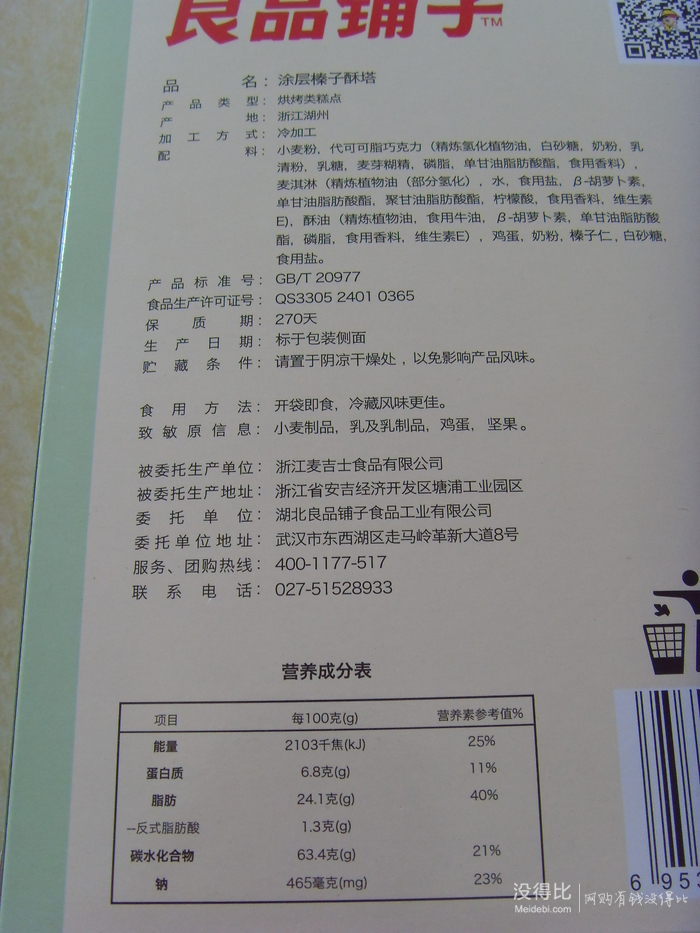 良品铺子™
品名：涂层榛子酥塔
产品类型：烘烤类糕点
产地：浙江湖州
加工方式：冷加工
配料：小麦粉，代可可脂巧克力（精炼氢化植物油，白砂糖，奶粉，乳
清粉，乳糖，麦芽糊精，磷脂，单甘油脂肪酸酯，食用香料），
麦淇淋（精炼植物油（部分氢化），水，食用盐，β-胡萝卜素，
单甘油脂肪酸酯，聚甘油脂肪酸酯，柠檬酸，食用香料，维生素
E），酥油（精炼植物油，食用牛油，β-胡萝卜素，单甘油脂肪酸
酯，磷脂，食用香料，维生素E），鸡蛋，奶粉，榛子仁，白砂糖，
食用盐。
产品标准号：GB/T 20977
食品生产许可证号：QS3305 2401 0365
保质期：270天
生产日期：标于包装侧面
贮藏条件：请置于阴凉干燥处，以免影响产品风味。
食用方法：开袋即食，冷藏风味更佳。
致敏原信息：小麦制品，乳及乳制品，鸡蛋，坚果。
被委托生产单位：浙江麦吉士食品有限公司
被委托生产地址：浙江省安吉经济开发区塘浦工业园区
委托单位：湖北良品铺子食品工业有限公司
委托单位地址：武汉市东西湖区走马岭革新大道8号
服务、团购热线：400-1177-517
联系电话：027-51528933
营养成分表
项目 每100克(g) 营养素参考值%
能量 2103千焦(kJ) 25%
蛋白质 6.8克(g) 11%
脂肪 24.1克(g) 40%
--反式脂肪酸 1.3克(g)
碳水化合物 63.4克(g) 21%
钠 465毫克(mg) 23%
6 953
没得比 网购有钱没得比
Meidebi.com